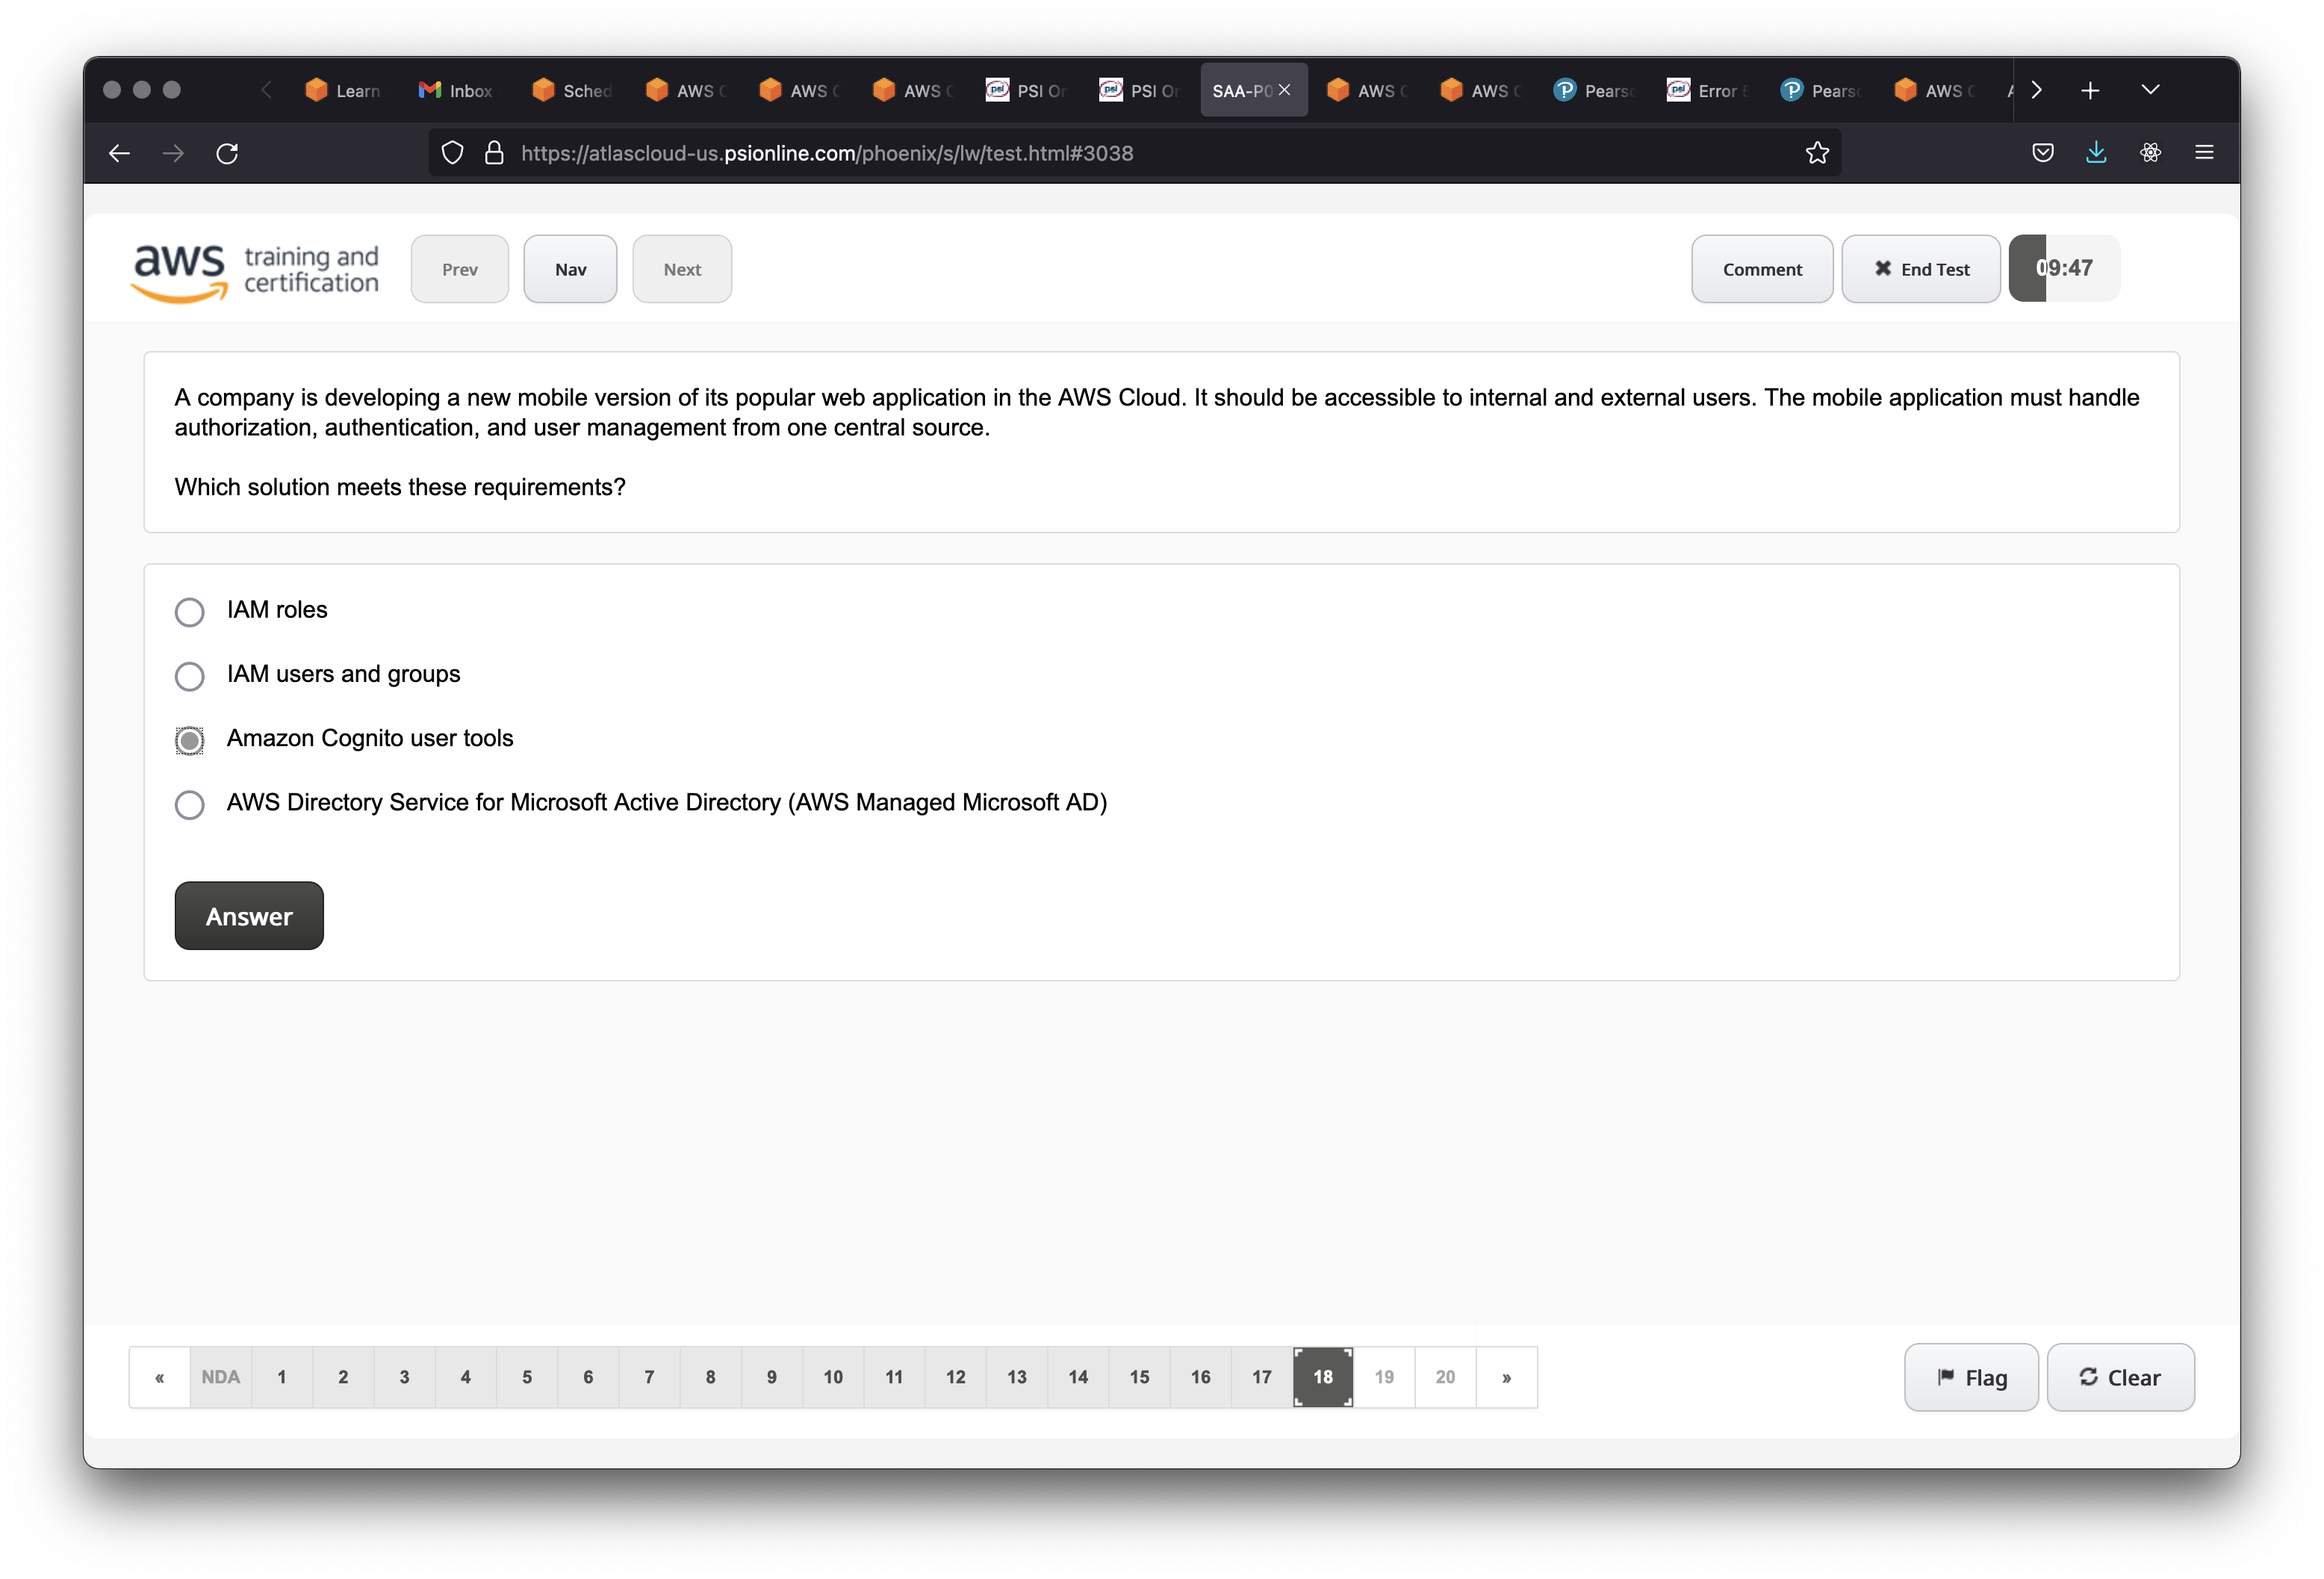 Learn
Inbox
Sched
AWS
AWS
AWS
PSI
PSI
SAA-P0
AWS
AWS
Pears
Error
Pears
AWS
https://atlascloud-us.psionline.com/phoenix/s/lw/test.html#3038
aws training and
certification
Prev
Nav
Next
Comment
✖ End Test
09:47
A company is developing a new mobile version of its popular web application in the AWS Cloud. It should be accessible to internal and external users. The mobile application must handle
authorization, authentication, and user management from one central source.
Which solution meets these requirements?
IAM roles
IAM users and groups
Amazon Cognito user tools
AWS Directory Service for Microsoft Active Directory (AWS Managed Microsoft AD)
Answer
« NDA 1 2 3 4 5 6 7 8 9 10 11 12 13 14 15 16 17 18 19 20 »
Flag
Clear